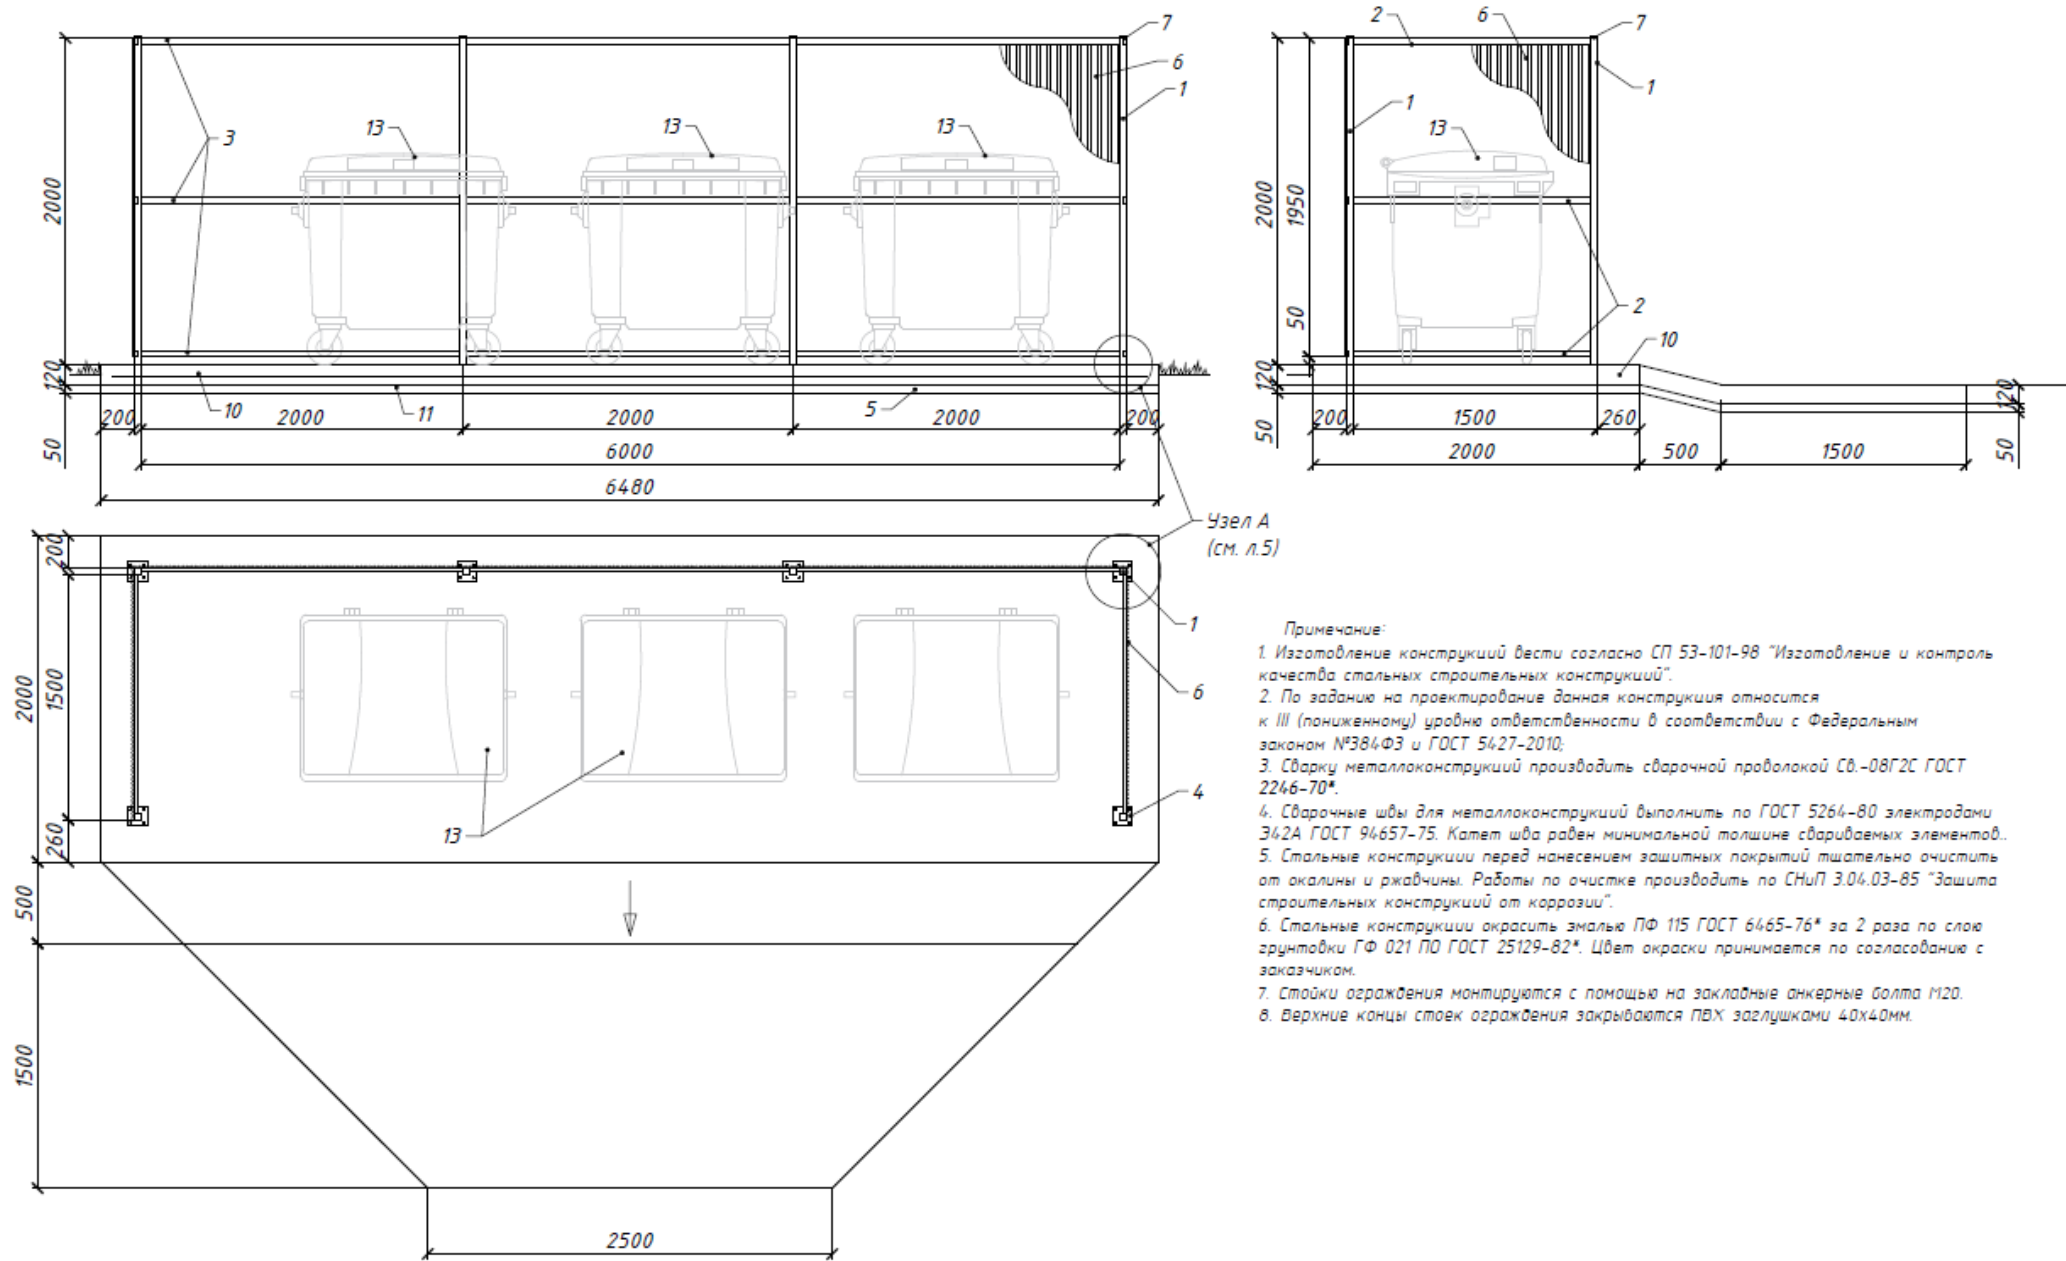 7
6
1
3
13
13
13
2000
120
50
10
11
5
200
2000
2000
2000
200
6000
6480
2
6
7
1
1
13
2
10
2000
1950
50
120
50
200
1500
260
2000
500
1500
120
50
Узел А
(см. л.5)
200
2000
1500
260
500
1500
1
6
4
13
2500
Примечание:
1. Изготовление конструкций вести согласно СП 53-101-98 "Изготовление и контроль
качества стальных строительных конструкций".
2. По заданию на проектирование данная конструкция относится
к III (пониженному) уровню ответственности в соответствии с Федеральным
законом №384ФЗ и ГОСТ 5427-2010;
3. Сварку металлоконструкций производить сварочной проволокой Св.-08Г2С ГОСТ
2246-70*.
4. Сварочные швы для металлоконструкций выполнить по ГОСТ 5264-80 электродами
Э42А ГОСТ 94657-75. Катет шва равен минимальной толщине свариваемых элементов..
5. Стальные конструкции перед нанесением защитных покрытий тщательно очистить
от окалины и ржавчины. Работы по очистке производить по СНиП 3.04.03-85 "Защита
строительных конструкций от коррозии".
6. Стальные конструкции окрасить эмалью ПФ 115 ГОСТ 6465-76* за 2 раза по слою
грунтовки ГФ 021 ПО ГОСТ 25129-82*. Цвет окраски принимается по согласованию с
заказчиком.
7. Стойки ограждения монтируются с помощью на закладные анкерные болта М20.
8. Верхние концы стоек ограждения закрываются ПВХ заглушками 40х40мм.